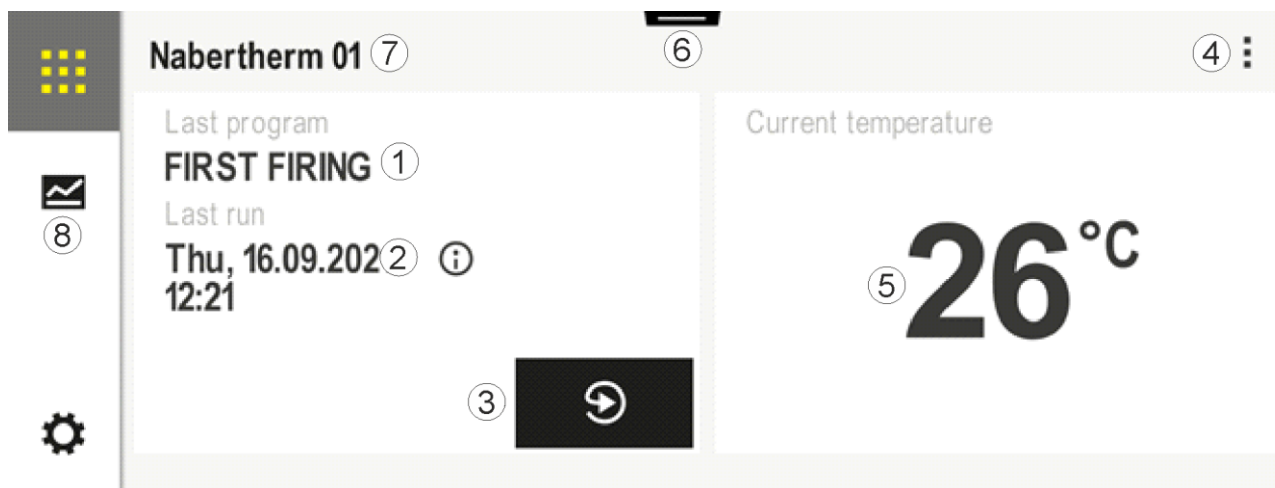 Nabertherm 01 7
6
4
Last program
FIRST FIRING 1
Last run
Thu, 16.09.202 2
12:21
3
Current temperature
5 26 °C
8